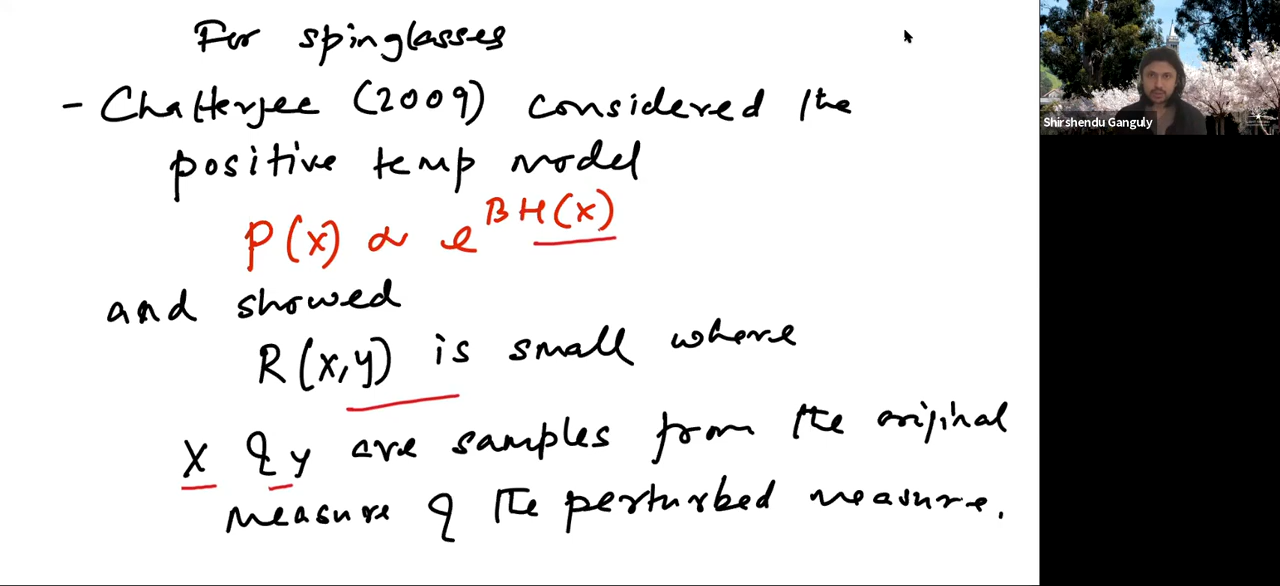 For spinglasses
- Chatterjee (2009) considered the
positive temp model
P(x) ∝ e^{βH(x)}
and showed
R(x,y) is small where
x & y are samples from the original
measure & the perturbed measure.
Shirshendu Ganguly